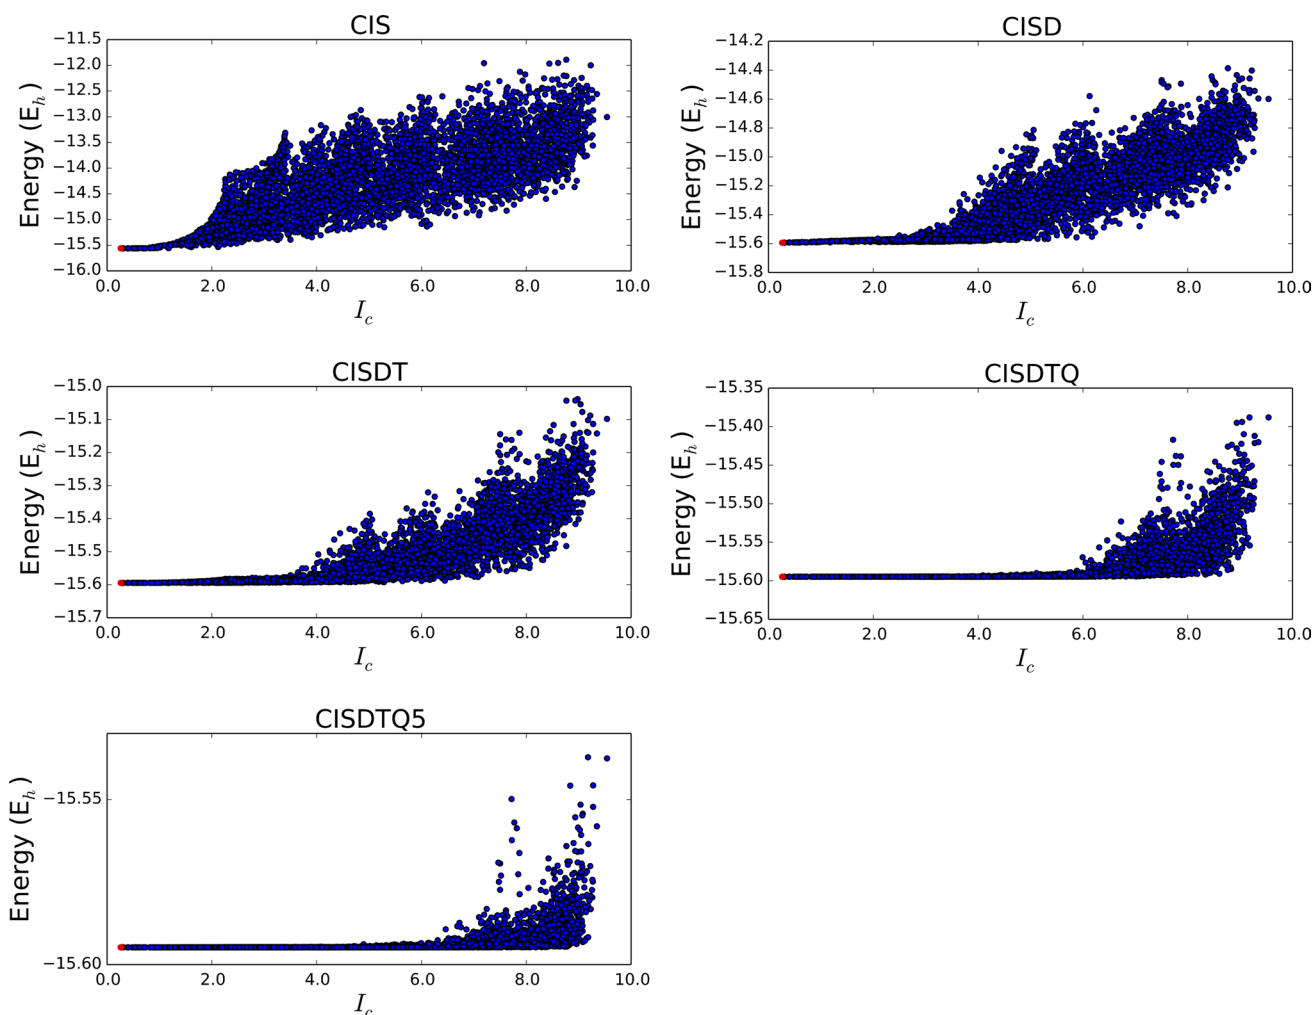 CIS
Energy (E_h)
−11.5
−12.0
−12.5
−13.0
−13.5
−14.0
−14.5
−15.0
−15.5
−16.0
0.0 2.0 4.0 6.0 8.0 10.0
I_c
CISD
Energy (E_h)
−14.2
−14.4
−14.6
−14.8
−15.0
−15.2
−15.4
−15.6
−15.8
0.0 2.0 4.0 6.0 8.0 10.0
I_c
CISDT
Energy (E_h)
−15.0
−15.1
−15.2
−15.3
−15.4
−15.5
−15.6
−15.7
0.0 2.0 4.0 6.0 8.0 10.0
I_c
CISDTQ
Energy (E_h)
−15.35
−15.40
−15.45
−15.50
−15.55
−15.60
−15.65
0.0 2.0 4.0 6.0 8.0 10.0
I_c
CISDTQ5
Energy (E_h)
−15.55
−15.60
0.0 2.0 4.0 6.0 8.0 10.0
I_c